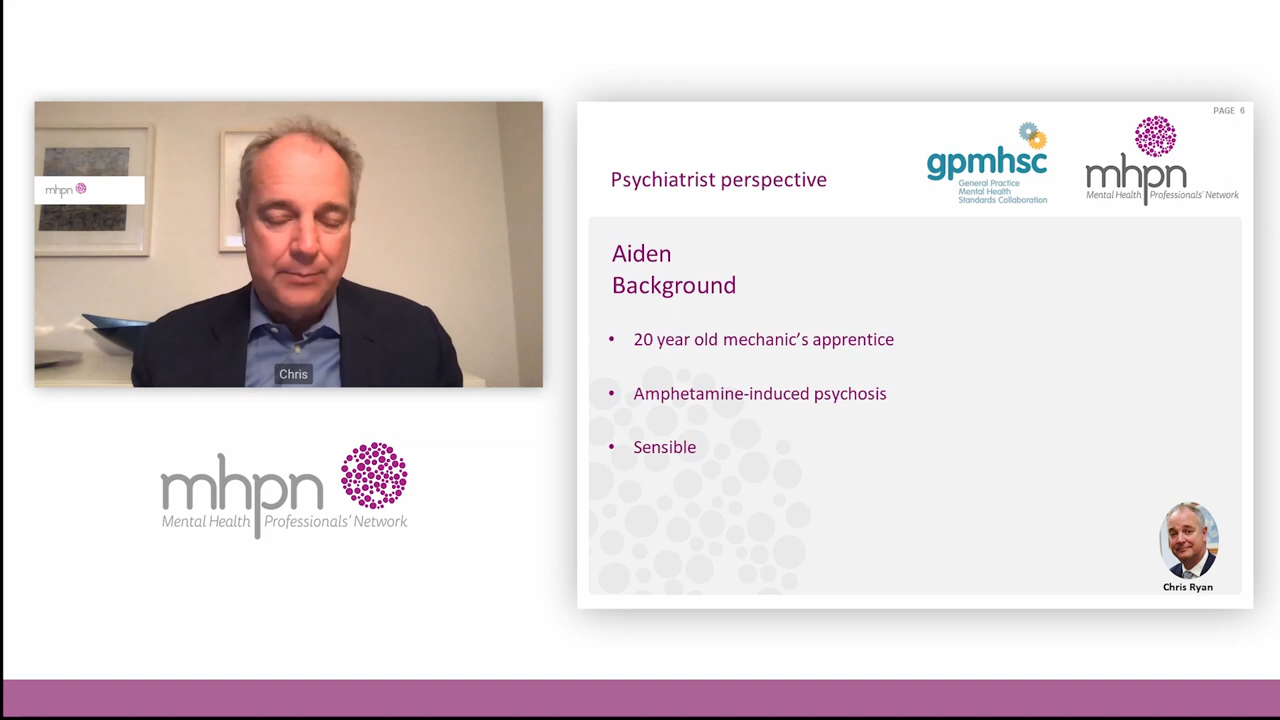 mhpn
Chris
mhpn
Mental Health Professionals' Network
PAGE 6
Psychiatrist perspective
gpmhsc
General Practice
Mental Health
Standards Collaboration
mhpn
Mental Health Professionals' Network
Aiden
Background
• 20 year old mechanic's apprentice
• Amphetamine-induced psychosis
• Sensible
Chris Ryan